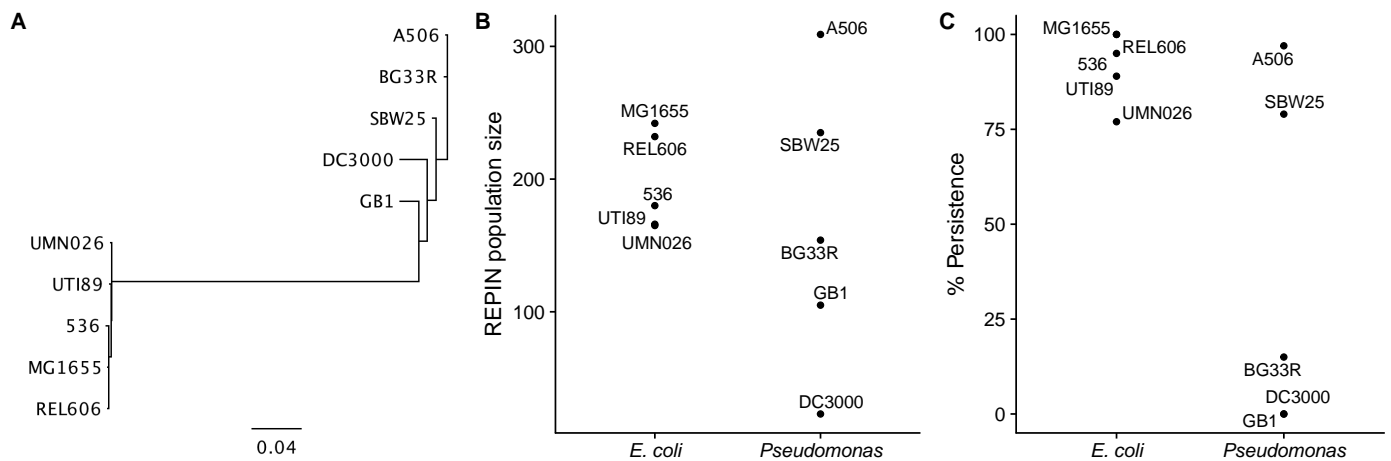 A
A506
BG33R
SBW25
DC3000
GB1
UMN026
UTI89
536
MG1655
REL606
0.04
B
REPIN population size
300
200
100
A506
MG1655
REL606
SBW25
536
UTI89
UMN026
BG33R
GB1
DC3000
E. coli
Pseudomonas
C
% Persistence
100
75
50
25
0
MG1655
REL606
536
UTI89
UMN026
A506
SBW25
BG33R
DC3000
GB1
E. coli
Pseudomonas